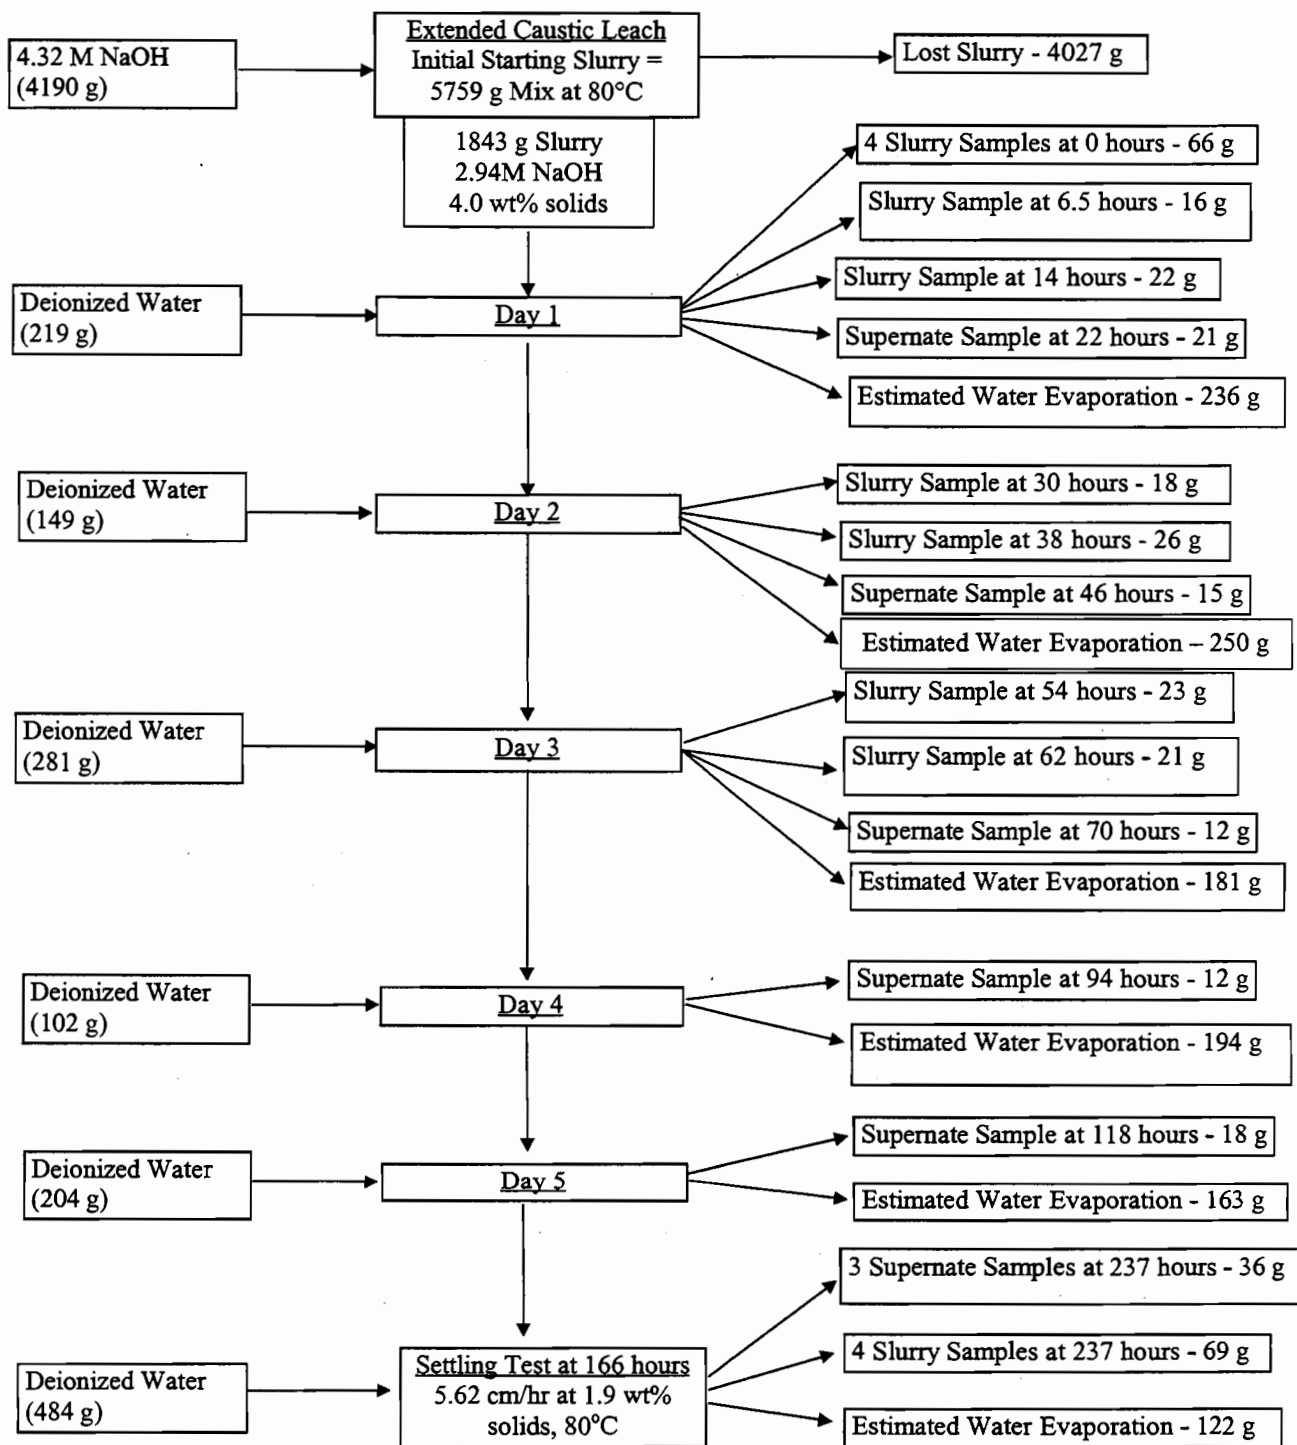 4.32 M NaOH
(4190 g)
Extended Caustic Leach
Initial Starting Slurry =
5759 g Mix at 80°C
Lost Slurry - 4027 g
1843 g Slurry
2.94M NaOH
4.0 wt% solids
4 Slurry Samples at 0 hours - 66 g
Slurry Sample at 6.5 hours - 16 g
Slurry Sample at 14 hours - 22 g
Deionized Water
(219 g)
Day 1
Supernate Sample at 22 hours - 21 g
Estimated Water Evaporation - 236 g
Deionized Water
(149 g)
Day 2
Slurry Sample at 30 hours - 18 g
Slurry Sample at 38 hours - 26 g
Supernate Sample at 46 hours - 15 g
Estimated Water Evaporation – 250 g
Deionized Water
(281 g)
Day 3
Slurry Sample at 54 hours - 23 g
Slurry Sample at 62 hours - 21 g
Supernate Sample at 70 hours - 12 g
Estimated Water Evaporation - 181 g
Deionized Water
(102 g)
Day 4
Supernate Sample at 94 hours - 12 g
Estimated Water Evaporation - 194 g
Deionized Water
(204 g)
Day 5
Supernate Sample at 118 hours - 18 g
Estimated Water Evaporation - 163 g
Deionized Water
(484 g)
Settling Test at 166 hours
5.62 cm/hr at 1.9 wt%
solids, 80°C
3 Supernate Samples at 237 hours - 36 g
4 Slurry Samples at 237 hours - 69 g
Estimated Water Evaporation - 122 g